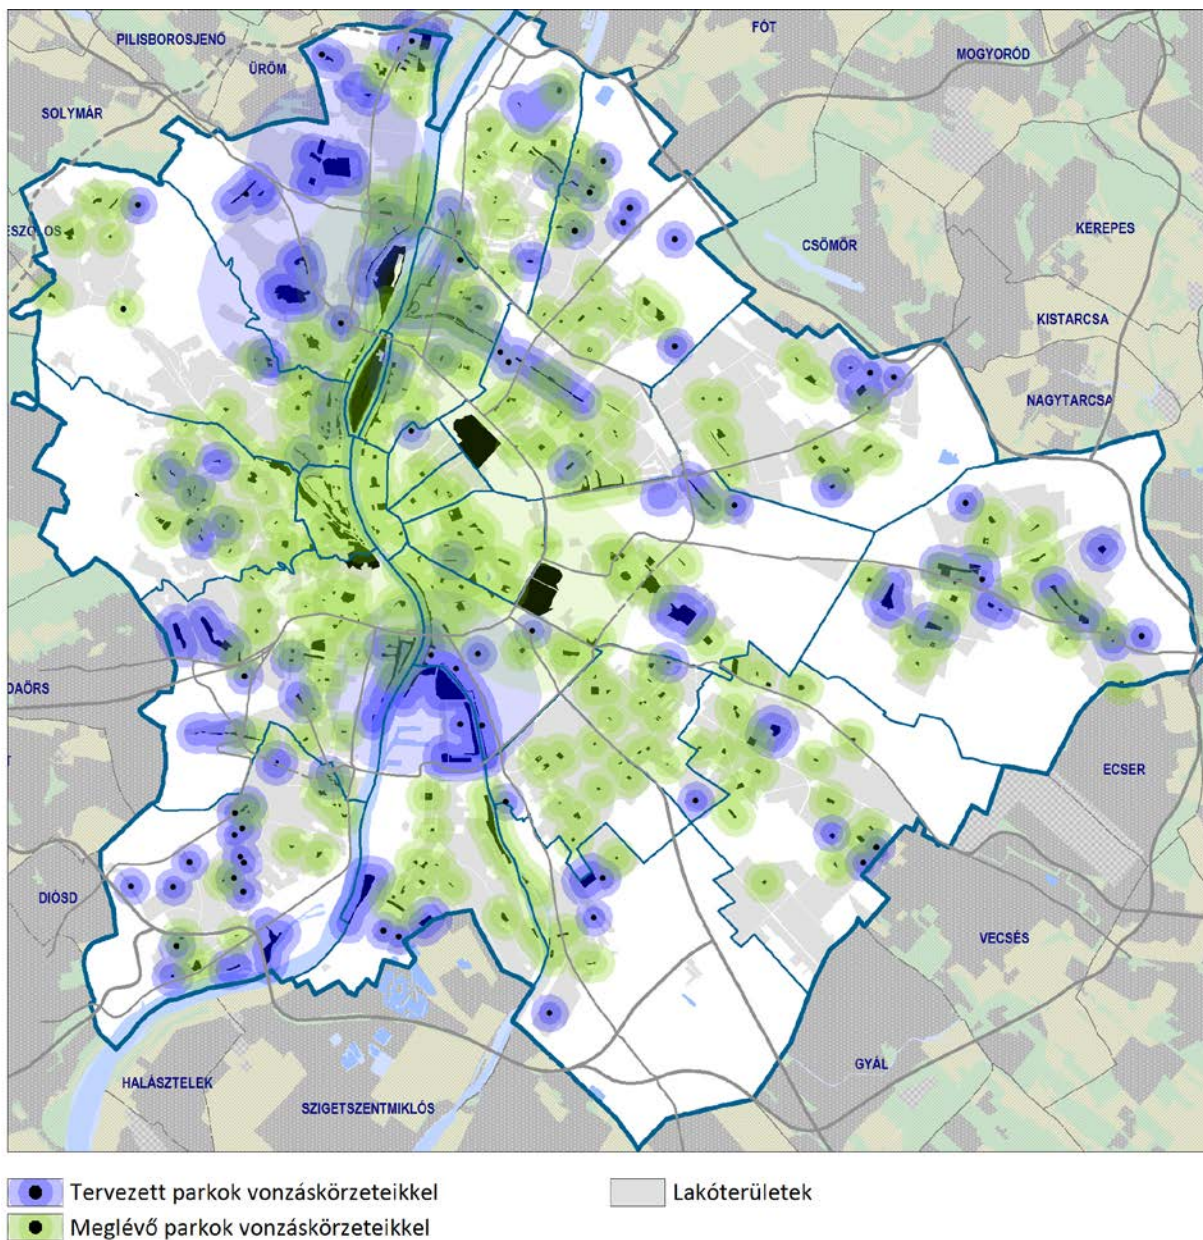 PILISBOROSJENŐ
FÓT
MOGYORÓD
ÜRÖM
SOLYMÁR
KEREPES
CSÖMÖR
KISTARCSA
NAGYTARCSA
ECSER
DIÓSD
VECSÉS
GYÁL
HALÁSZTELEK
SZIGETSZENTMIKLÓS
Tervezett parkok vonzáskörzeteikkel
Lakóterületek
Meglévő parkok vonzáskörzeteikkel